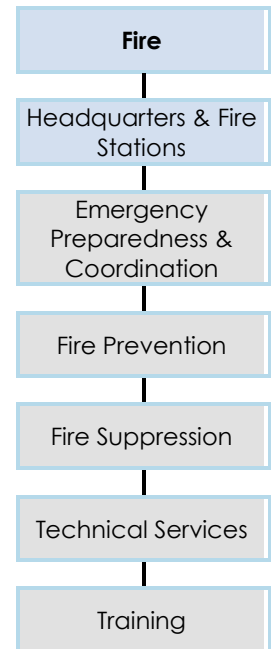 Fire
Headquarters & Fire
Stations
Emergency
Preparedness &
Coordination
Fire Prevention
Fire Suppression
Technical Services
Training